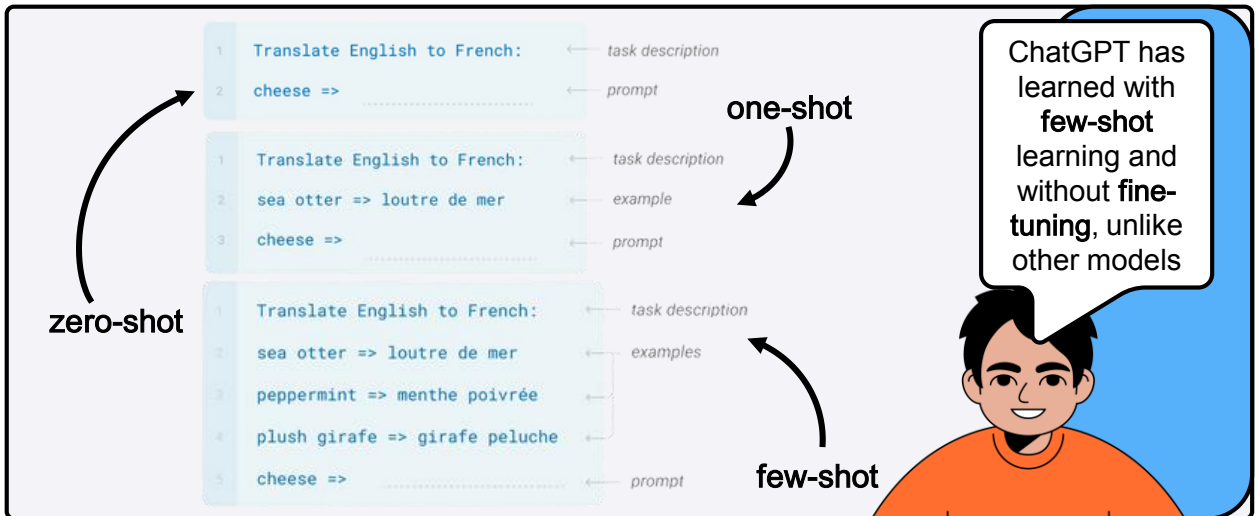 1 Translate English to French: task description
2 cheese => prompt
one-shot
1 Translate English to French: task description
2 sea otter => loutre de mer example
3 cheese => prompt
zero-shot
1 Translate English to French: task description
2 sea otter => loutre de mer examples
3 peppermint => menthe poivrée
4 plush girafe => girafe peluche
5 cheese => prompt
few-shot
ChatGPT has
learned with
few-shot
learning and
without fine-
tuning, unlike
other models